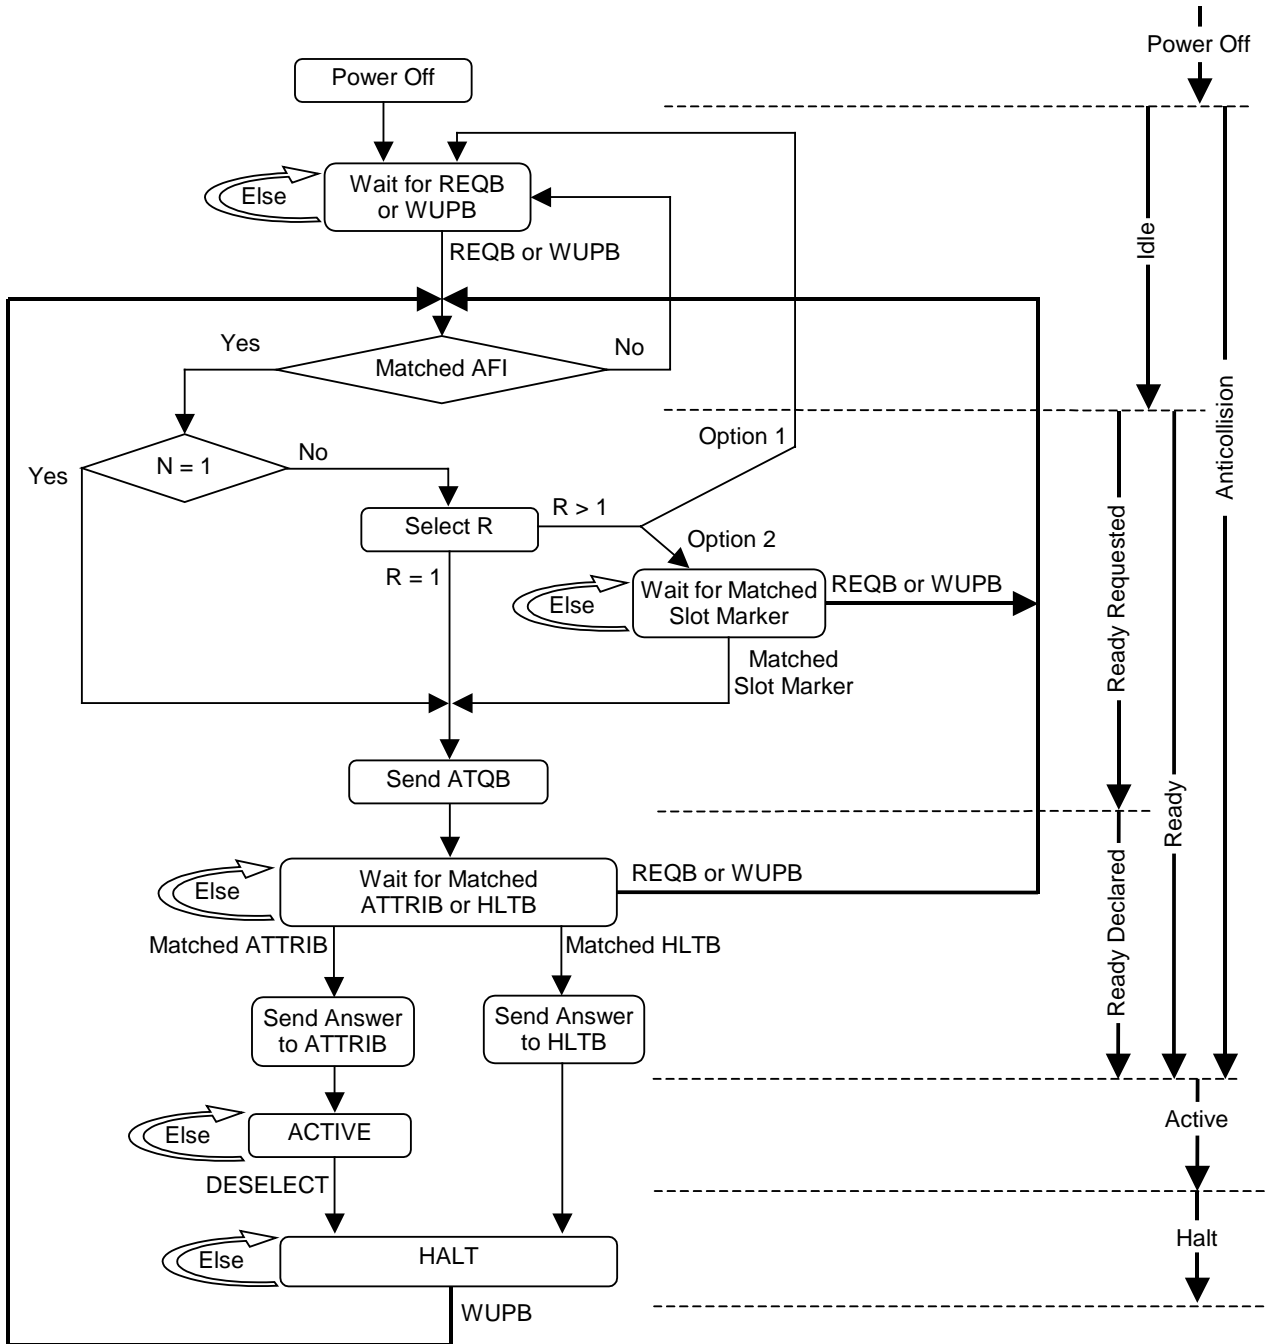 Power Off
Power Off
Else
Wait for REQB
or WUPB
REQB or WUPB
Idle
Yes
Matched AFI
No
Anticollision
Option 1
Yes
N = 1
No
Select R
R > 1
Option 2
R = 1
Else
Wait for Matched
Slot Marker
REQB or WUPB
Ready Requested
Matched
Slot Marker
Send ATQB
Ready
Else
Wait for Matched
ATTRIB or HLTB
REQB or WUPB
Ready Declared
Matched ATTRIB
Matched HLTB
Send Answer
to ATTRIB
Send Answer
to HLTB
Else
ACTIVE
Active
DESELECT
Else
HALT
Halt
WUPB